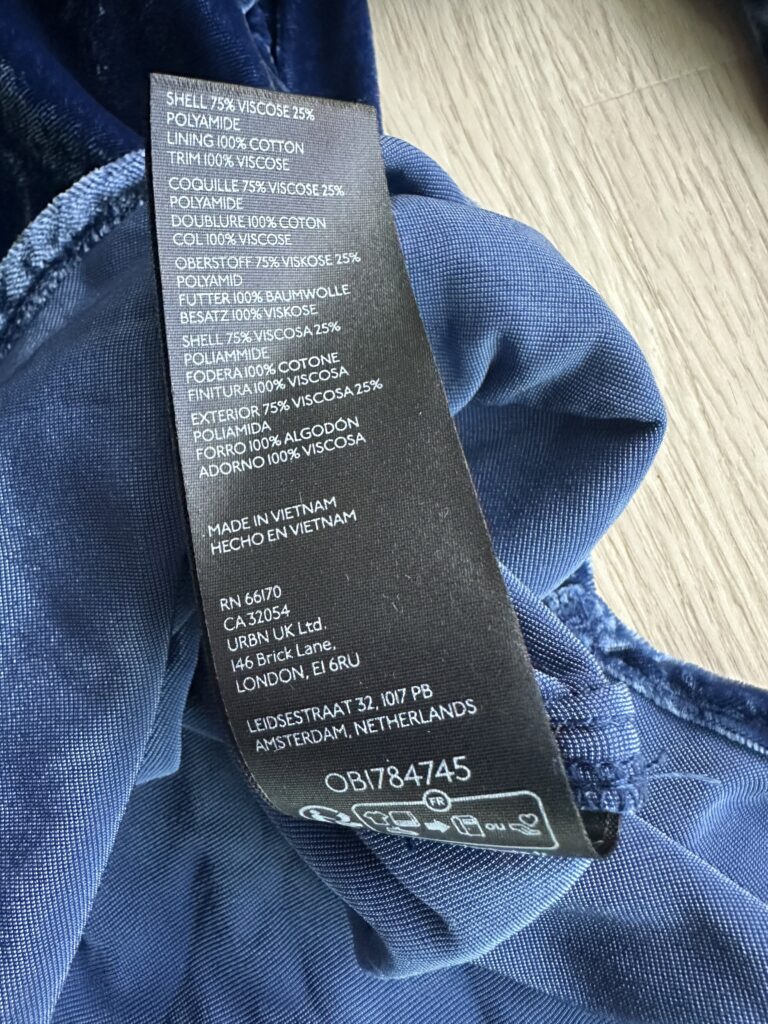 SHELL 75% VISCOSE 25%
POLYAMIDE
LINING 100% COTTON
TRIM 100% VISCOSE
COQUILLE 75% VISCOSE 25%
POLYAMIDE
DOUBLURE 100% COTON
COL 100% VISCOSE
OBERSTOFF 75% VISKOSE 25%
POLYAMID
FUTTER 100% BAUMWOLLE
BESATZ 100% VISKOSE
SHELL 75% VISCOSA 25%
POLIAMMIDE
FODERA 100% COTONE
FINITURA 100% VISCOSA
EXTERIOR 75% VISCOSA 25%
POLIAMIDA
FORRO 100% ALGODÓN
ADORNO 100% VISCOSA
MADE IN VIETNAM
HECHO EN VIETNAM
RN 66170
CA 32054
URBN UK Ltd.
146 Brick Lane,
LONDON, E1 6RU
LEIDSESTRAAT 32, 1017 PB
AMSTERDAM, NETHERLANDS
OB1784745
FR
OU